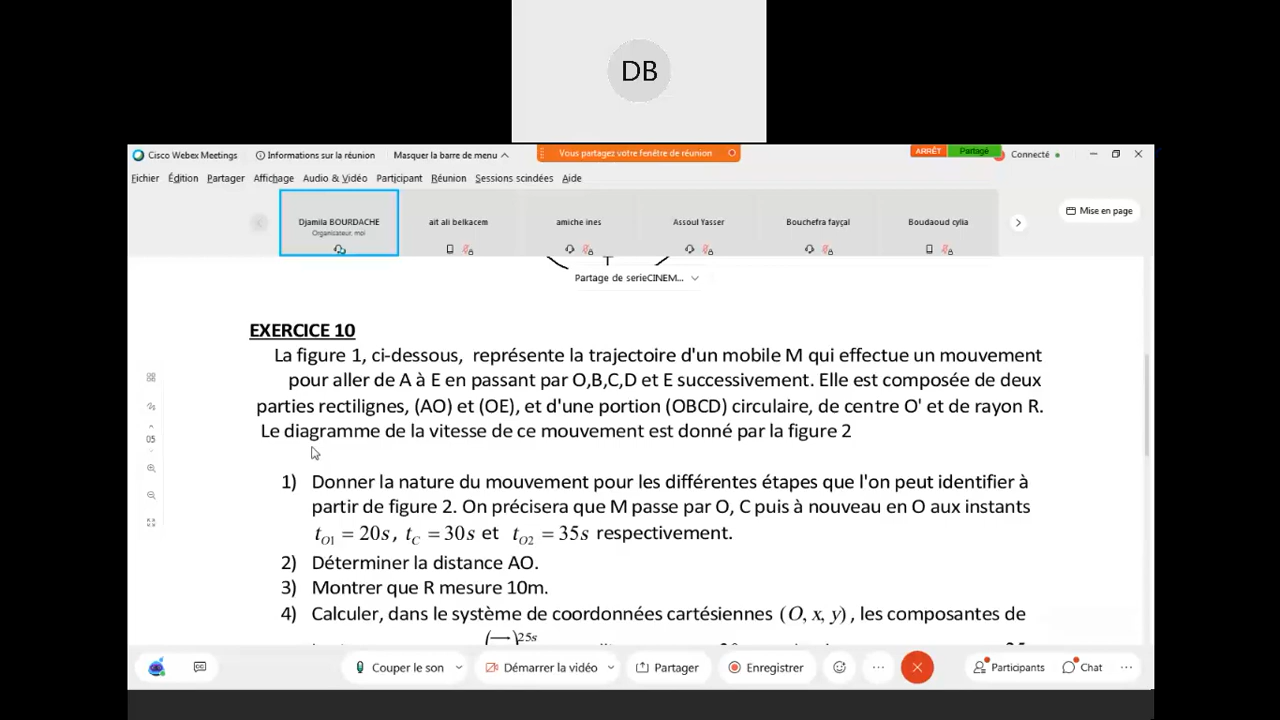 DB
Cisco Webex Meetings Informations sur la réunion Masquer la barre de menu Vous partagez votre fenêtre de réunion ARRÊT Partagé Connecté
Fichier Édition Partager Affichage Audio & Vidéo Participant Réunion Sessions scindées Aide
Djamila BOURDACHE ait ali belkacem amiche ines Assoul Yasser Bouchefra fayçal Boudaoud cylia Mise en page
Organisateur, moi
Partage de serieCINEM...
EXERCICE 10
La figure 1, ci-dessous, représente la trajectoire d'un mobile M qui effectue un mouvement
pour aller de A à E en passant par O,B,C,D et E successivement. Elle est composée de deux
parties rectilignes, (AO) et (OE), et d'une portion (OBCD) circulaire, de centre O' et de rayon R.
Le diagramme de la vitesse de ce mouvement est donné par la figure 2
05
1) Donner la nature du mouvement pour les différentes étapes que l'on peut identifier à
partir de figure 2. On précisera que M passe par O, C puis à nouveau en O aux instants
t_{O1} = 20s, t_C = 30s et t_{O2} = 35s respectivement.
2) Déterminer la distance AO.
3) Montrer que R mesure 10m.
4) Calculer, dans le système de coordonnées cartésiennes (O, x, y), les composantes de
25s
Couper le son Démarrer la vidéo Partager Enregistrer ... Participants Chat ...